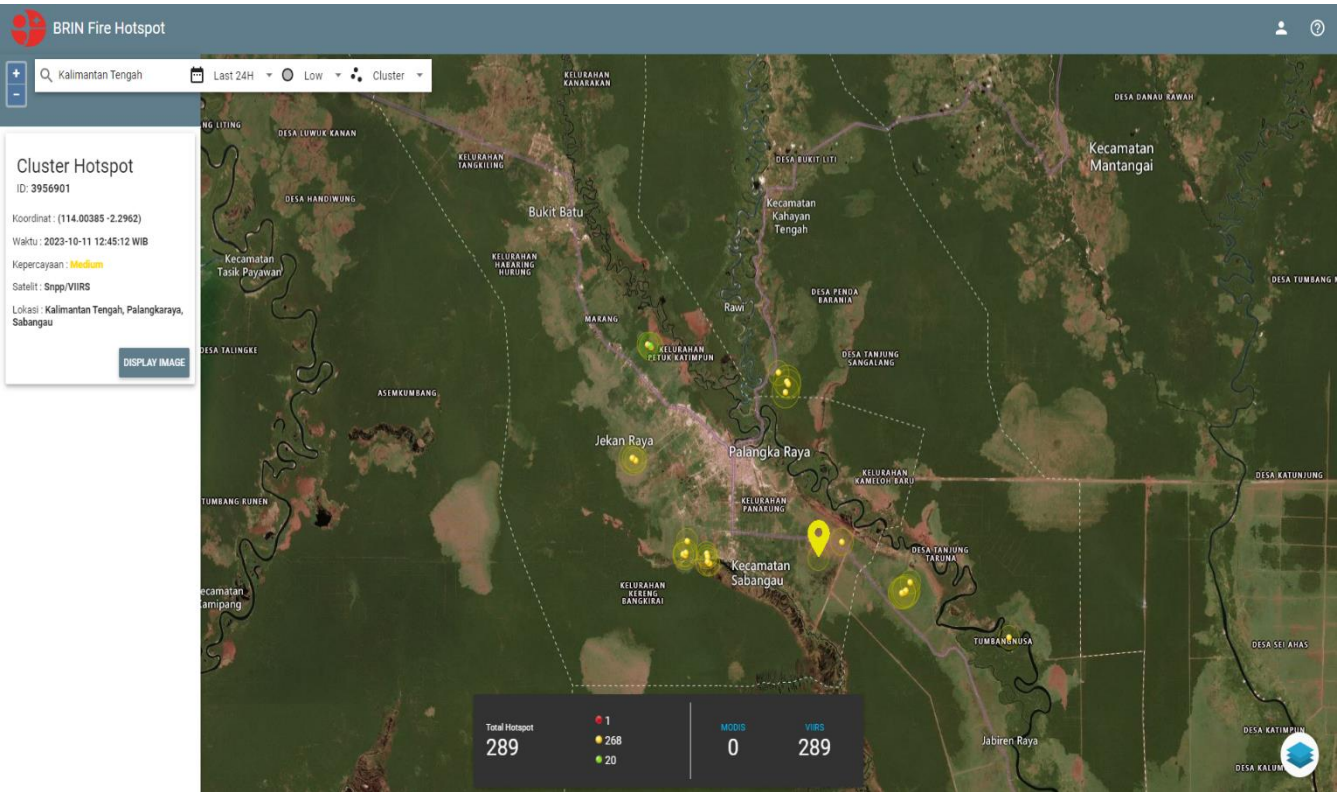 BRIN Fire Hotspot
+
-
Kalimantan Tengah
Last 24H
Low
Cluster
Cluster Hotspot
ID: 3956901
Koordinat : (114.00385 -2.2962)
Waktu : 2023-10-11 12:45:12 WIB
Kepercayaan : Medium
Satelit : Snpp/VIIRS
Lokasi : Kalimantan Tengah, Palangkaraya,
Sabangau
DISPLAY IMAGE
KELURAHAN
KANARAKAN
DESA DANAU RAWAH
NG LITING
DESA LUWUK KANAN
KELURAHAN
TANGKILING
DESA BUKIT LITI
Kecamatan
Mantangai
DESA HANDIWUNG
Bukit Batu
Kecamatan
Kahayan
Tengah
Kecamatan
Tasik Payawan
KELURAHAN
HABARING
HURUNG
DESA TUMBANG
DESA PENDA
BARANIA
Rawi
MARANG
DESA TALINGKE
KELURAHAN
PETUK KATIMPUN
DESA TANJUNG
SANGALANG
ASEMKUMBANG
Jekan Raya
Palangka Raya
KELURAHAN
KAMELOH BARU
DESA KATUNJUNG
TUMBANG RUNEN
KELURAHAN
PANARUNG
DESA TANJUNG
TARUNA
Kecamatan
Sabangau
KELURAHAN
KERENG
BANGKIRAI
ecamatan
Kamipang
TUMBANGNUSA
DESA SEI AHAS
Total Hotspot
289
1
268
20
MODIS
0
VIIRS
289
Jabiren Raya
DESA KATIMPUN
DESA KALUM